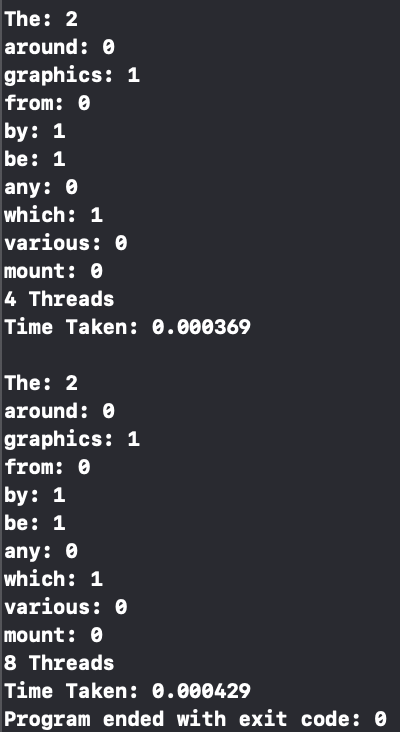 The: 2
around: 0
graphics: 1
from: 0
by: 1
be: 1
any: 0
which: 1
various: 0
mount: 0
4 Threads
Time Taken: 0.000369

The: 2
around: 0
graphics: 1
from: 0
by: 1
be: 1
any: 0
which: 1
various: 0
mount: 0
8 Threads
Time Taken: 0.000429
Program ended with exit code: 0